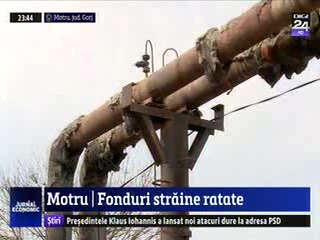 23:44
Motru, jud. Gorj
DIGI 24
HD
JURNAL ECONOMIC
Motru | Fonduri străine ratate
Știri Președintele Klaus Iohannis a lansat noi atacuri dure la adresa PSD